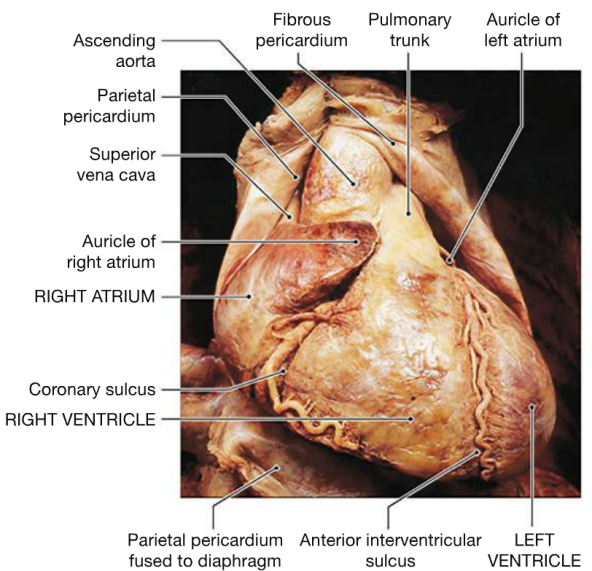 Fibrous
pericardium
Pulmonary
trunk
Auricle of
left atrium
Ascending
aorta
Parietal
pericardium
Superior
vena cava
Auricle of
right atrium
RIGHT ATRIUM
Coronary sulcus
RIGHT VENTRICLE
Parietal pericardium
fused to diaphragm
Anterior interventricular
sulcus
LEFT
VENTRICLE